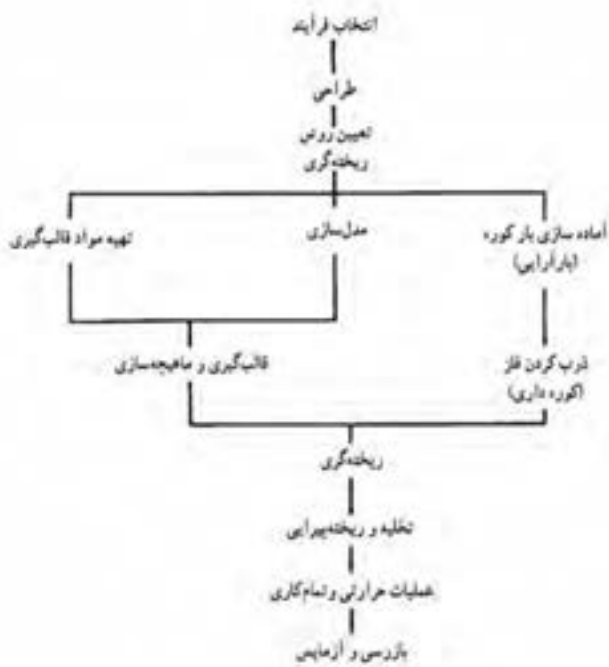 انتخاب فرآیند
طراحی
تعیین روش
ریخته‌گری
آماده سازی بار کوره
(بارآرایی)
مدل‌سازی
تهیه مواد قالب‌گیری
ذوب کردن فلز
(کوره داری)
قالب‌گیری و ماهیچه‌سازی
ریخته‌گری
تخلیه و ریخته‌پیرایی
عملیات حرارتی و تمام‌کاری
بازرسی و آزمایش